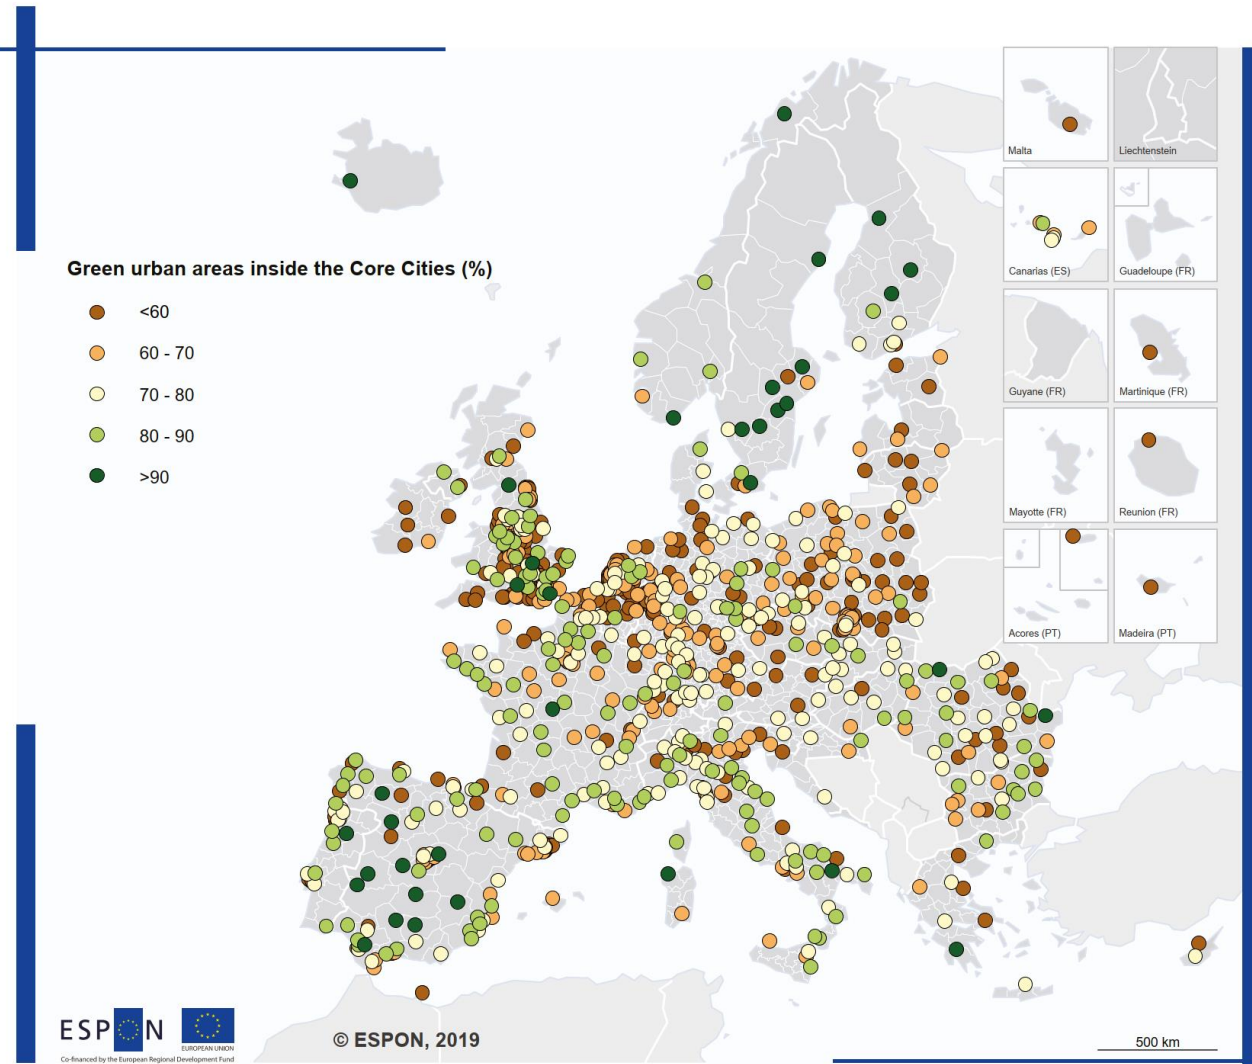 Malta
Liechtenstein
Green urban areas inside the Core Cities (%)
<60
60 - 70
70 - 80
80 - 90
>90
Canarias (ES)
Guadeloupe (FR)
Guyane (FR)
Martinique (FR)
Mayotte (FR)
Reunion (FR)
Acores (PT)
Madeira (PT)
ESPON
EUROPEAN UNION
Co-financed by the European Regional Development Fund
© ESPON, 2019
500 km